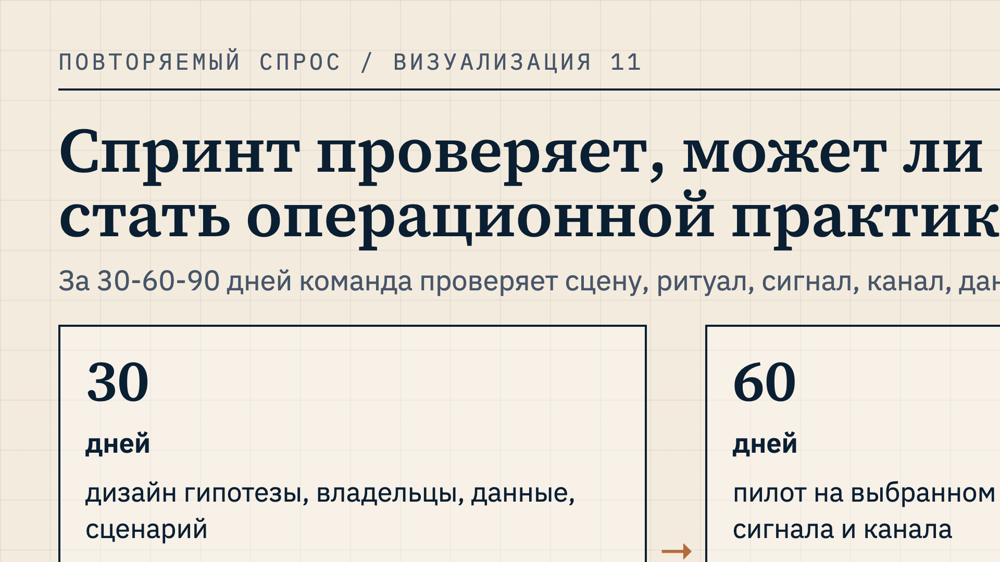 ПОВТОРЯЕМЫЙ СПРОС / ВИЗУАЛИЗАЦИЯ 11
Спринт проверяет, может ли
стать операционной
За 30-60-90 дней команда проверяет сцену, ритуал, сигнал, канал,
30
дней
дизайн гипотезы, владельцы, данные,
сценарий
60
дней
пилот на выбранном
сигнала и канала